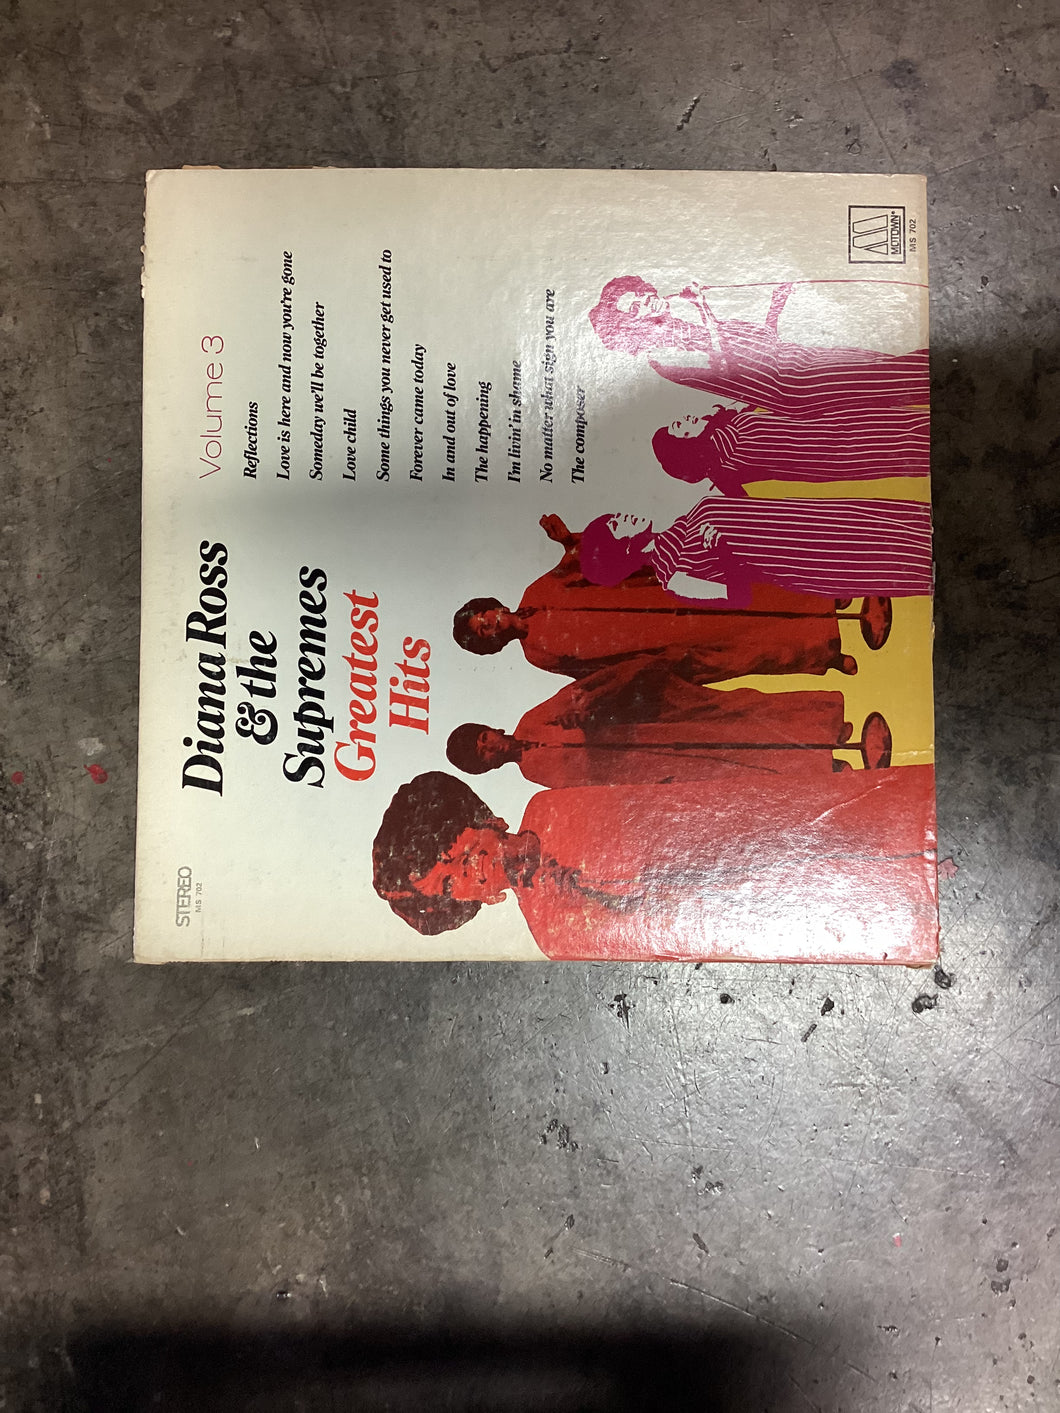 STEREO
MS 702
Diana Ross
& the
Supremes
Greatest
Hits
Volume 3
Reflections
Love is here and now you're gone
Someday we'll be together
Love child
Some things you never get used to
Forever came today
In and out of love
The happening
I'm livin' in shame
No matter what sign you are
The composer
MOTOWN®
MS 702